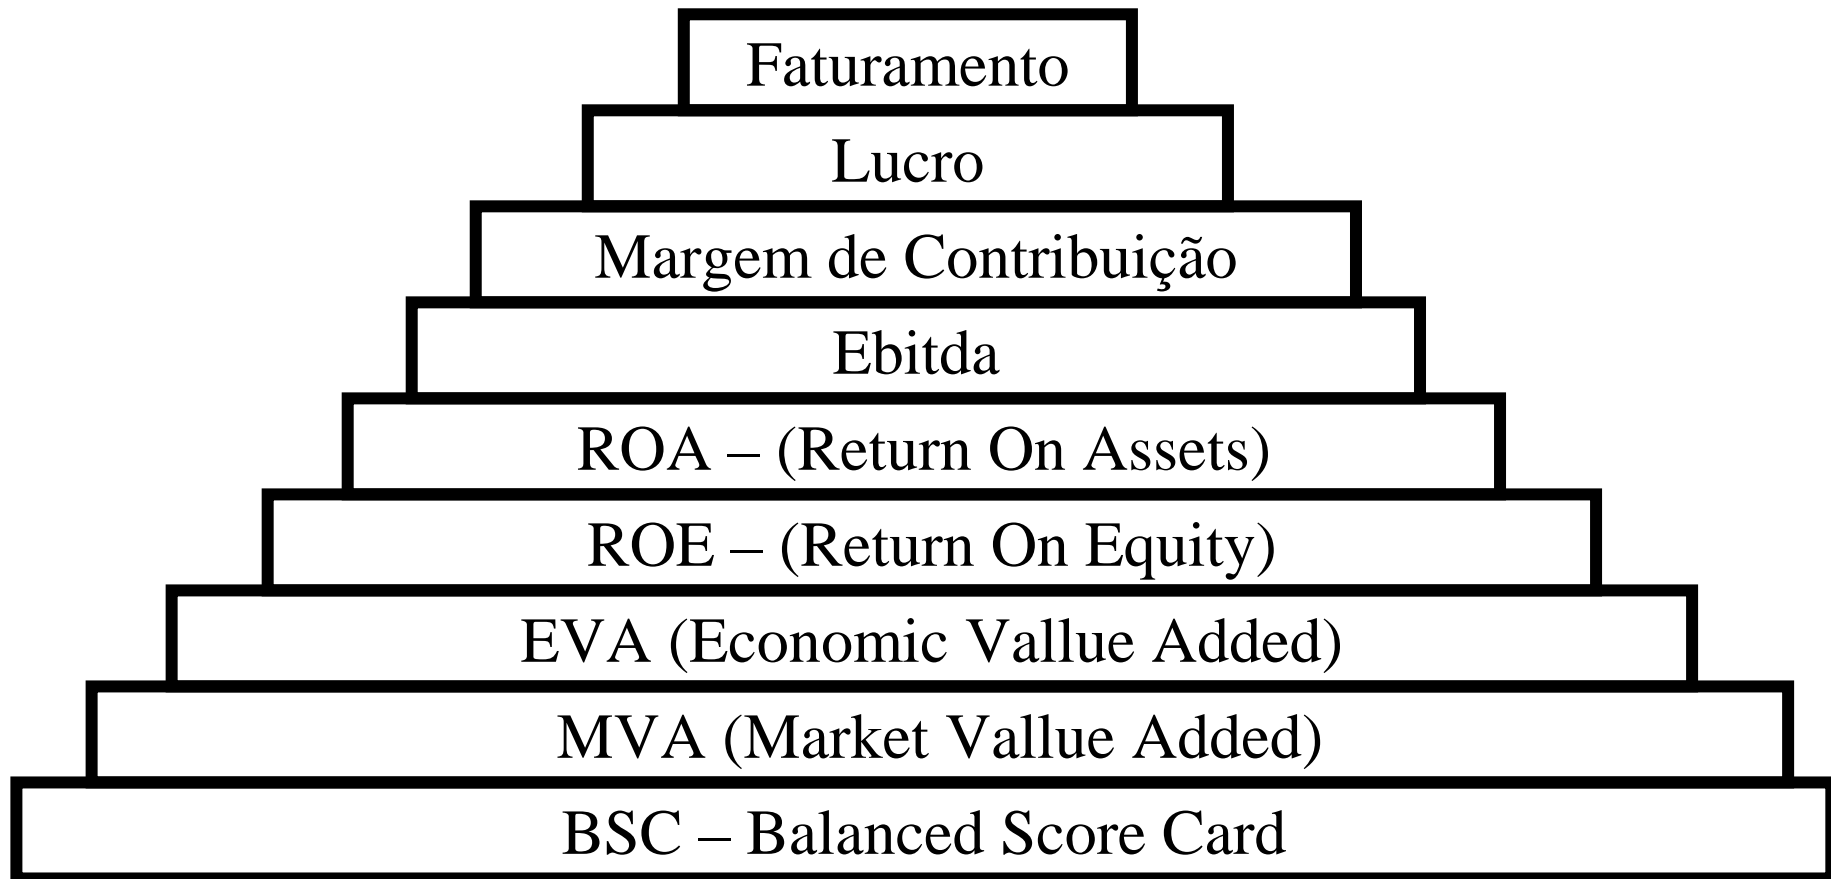 Faturamento
Lucro
Margem de Contribuição
Ebitda
ROA – (Return On Assets)
ROE – (Return On Equity)
EVA (Economic Vallue Added)
MVA (Market Vallue Added)
BSC – Balanced Score Card